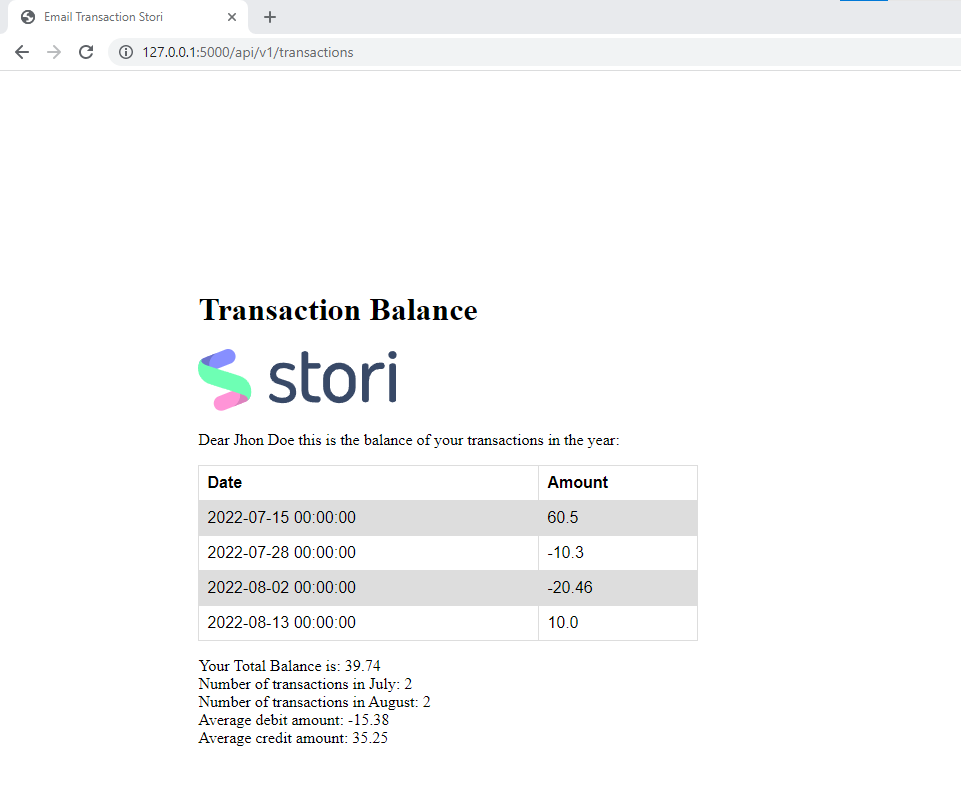 Email Transaction Stori
127.0.0.1:5000/api/v1/transactions
Transaction Balance
stori
Dear Jhon Doe this is the balance of your transactions in the year:
Date Amount
2022-07-15 00:00:00 60.5
2022-07-28 00:00:00 -10.3
2022-08-02 00:00:00 -20.46
2022-08-13 00:00:00 10.0
Your Total Balance is: 39.74
Number of transactions in July: 2
Number of transactions in August: 2
Average debit amount: -15.38
Average credit amount: 35.25